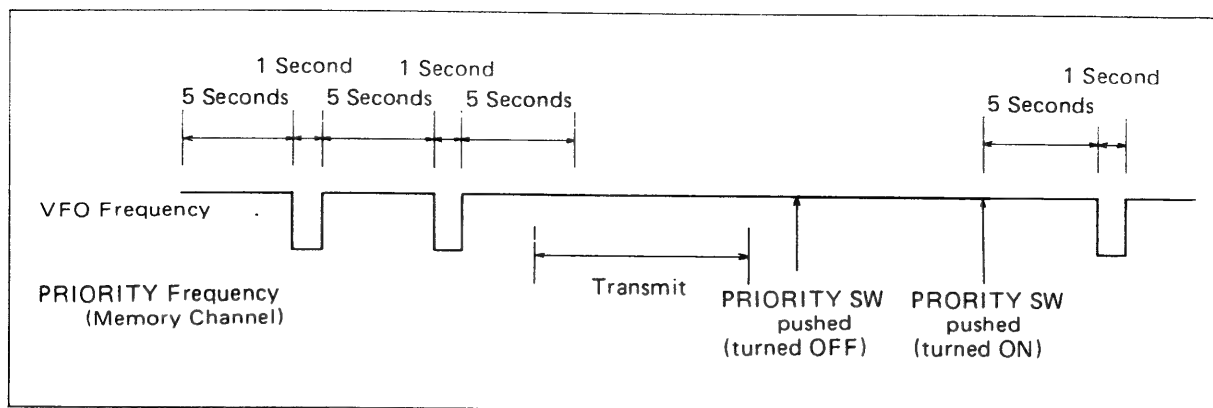 1 Second 1 Second
5 Seconds 5 Seconds 5 Seconds
1 Second
5 Seconds
VFO Frequency
PRIORITY Frequency
(Memory Channel)
Transmit
PRIORITY SW
pushed
(turned OFF)
PRORITY SW
pushed
(turned ON)